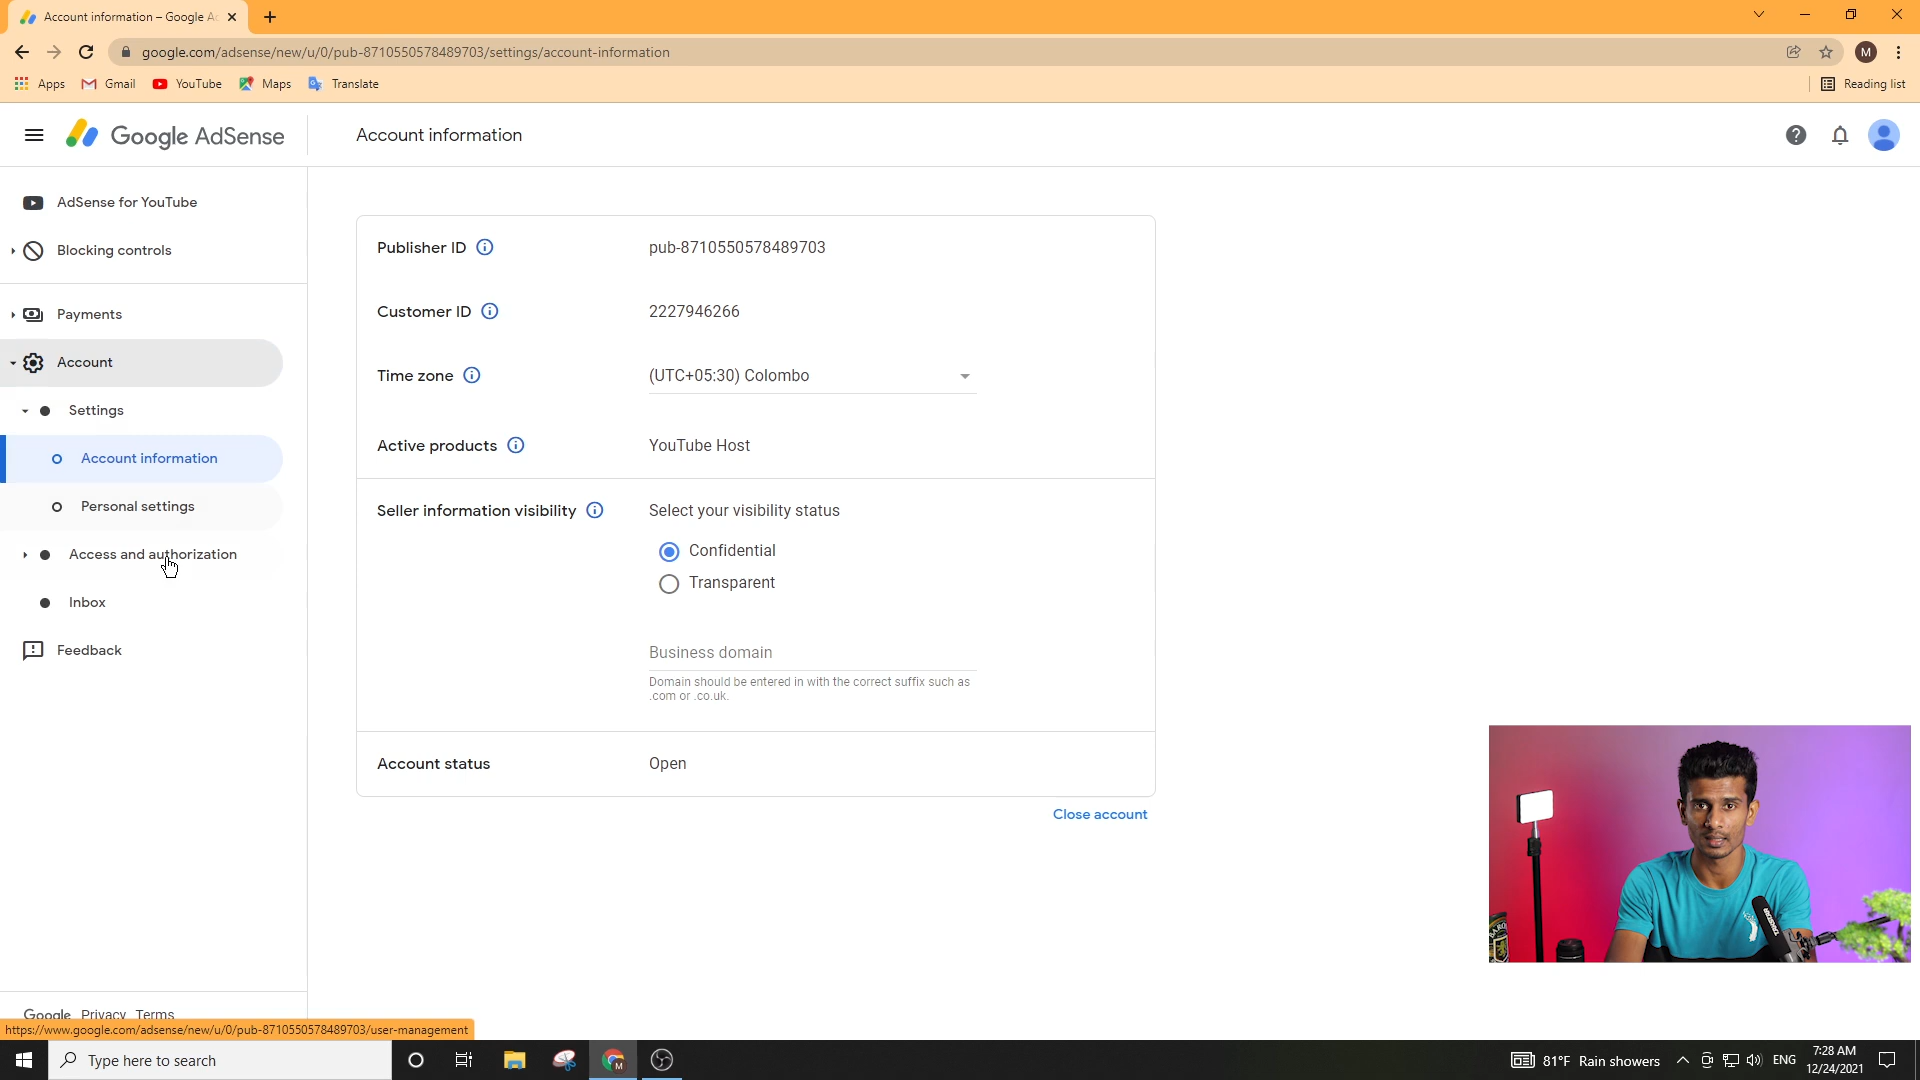 Account information – Google A
google.com/adsense/new/u/0/pub-8710550578489703/settings/account-information
M
Apps
Gmail
YouTube
Maps
Translate
Reading list
Google AdSense
Account information
AdSense for YouTube
Blocking controls
Payments
Account
Settings
Account information
Personal settings
Access and authorization
Inbox
Feedback
Publisher ID
pub-8710550578489703
Customer ID
2227946266
Time zone
(UTC+05:30) Colombo
Active products
YouTube Host
Seller information visibility
Select your visibility status
Confidential
Transparent
Business domain
Domain should be entered in with the correct suffix such as
.com or .co.uk.
Account status
Open
Close account
Google Privacy Terms
https://www.google.com/adsense/new/u/0/pub-8710550578489703/user-management
Type here to search
M
81°F Rain showers
ENG
7:28 AM
12/24/2021